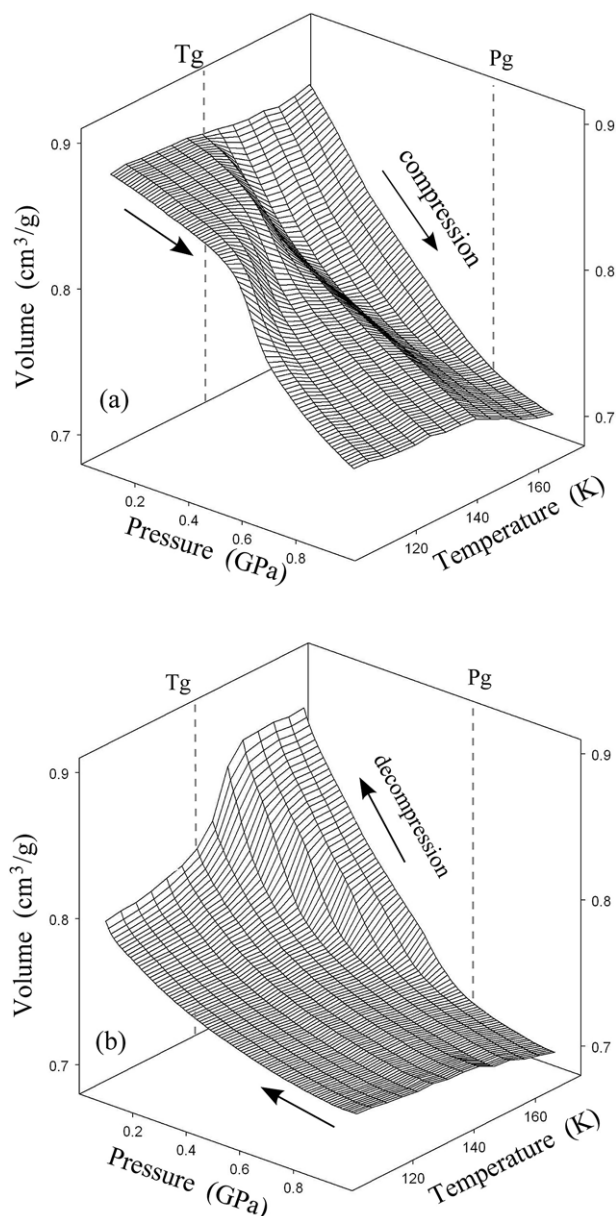 Tg
Pg
0.9
0.9
compression
Volume (cm³/g)
0.8
0.8
(a)
0.7
0.7
0.2
0.4
0.6
0.8
Pressure (GPa)
120
140
160
Temperature (K)
Tg
Pg
0.9
0.9
decompression
Volume (cm³/g)
0.8
0.8
(b)
0.7
0.7
0.2
0.4
0.6
0.8
Pressure (GPa)
120
140
160
Temperature (K)